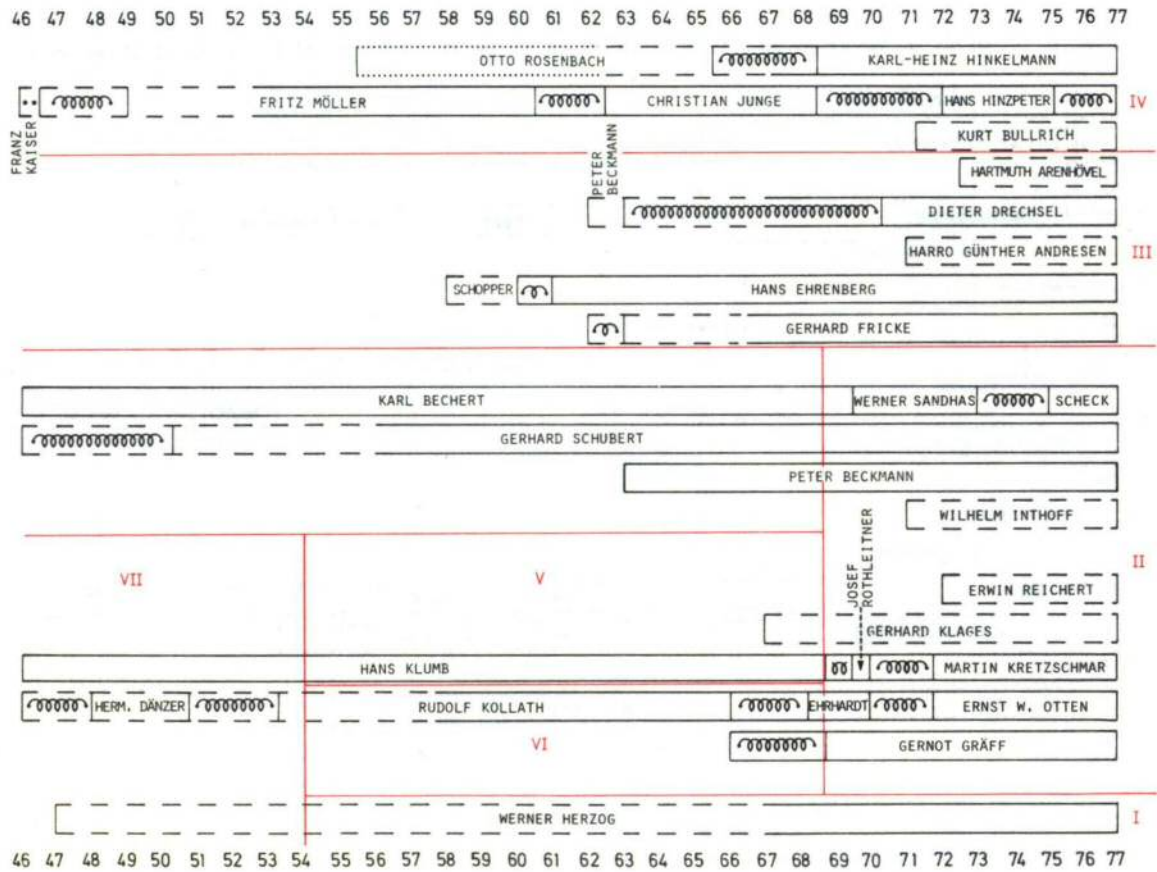 46 47 48 49 50 51 52 53 54 55 56 57 58 59 60 61 62 63 64 65 66 67 68 69 70 71 72 73 74 75 76 77
OTTO ROSENBACH KARL-HEINZ HINKELMANN
FRITZ MÖLLER CHRISTIAN JUNGE HANS HINZPETER IV
FRANZ
KAISER
KURT BULLRICH
PETER
BECKMANN
HARTMUTH ARENHÖVEL
DIETER DRECHSEL
HARRO GÜNTHER ANDRESEN III
SCHOPPER HANS EHRENBERG
GERHARD FRICKE
KARL BECHERT WERNER SANDHAS SCHECK
GERHARD SCHUBERT
PETER BECKMANN
WILHELM INTHOFF
JOSEF
ROTHLEITNER
VII V II
ERWIN REICHERT
GERHARD KLAGES
HANS KLUMB MARTIN KRETZSCHMAR
HERM. DÄNZER RUDOLF KOLLATH EHRHARDT ERNST W. OTTEN
VI GERNOT GRÄFF
WERNER HERZOG I
46 47 48 49 50 51 52 53 54 55 56 57 58 59 60 61 62 63 64 65 66 67 68 69 70 71 72 73 74 75 76 77